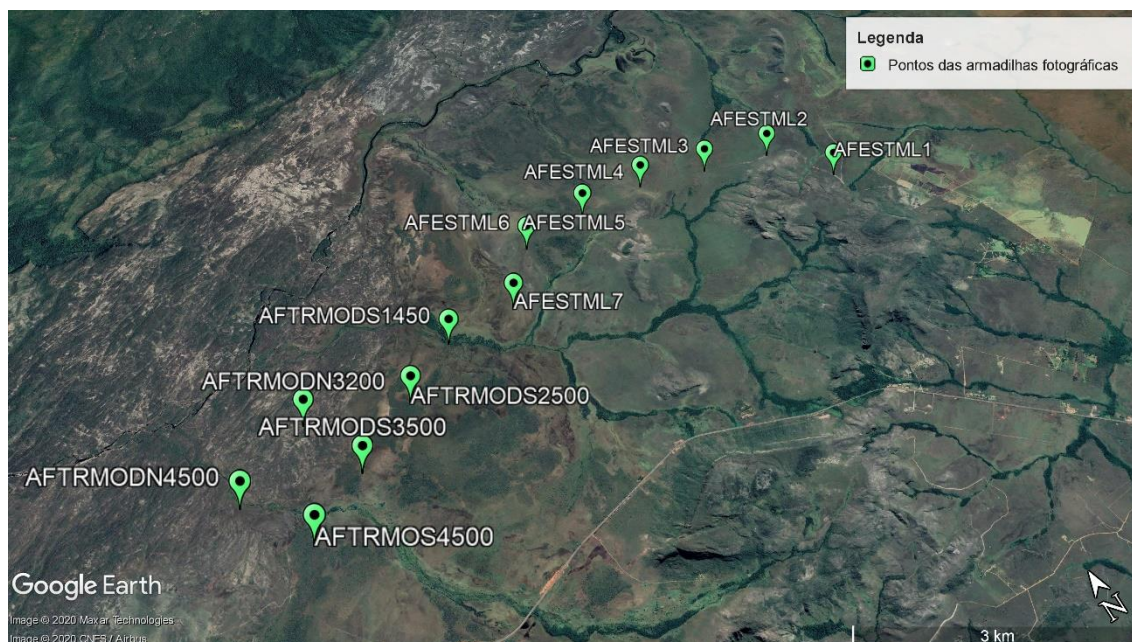 Legenda
Pontos das armadilhas fotográficas
AFESTML2
AFESTML3
AFESTML1
AFESTML4
AFESTML6
AFESTML5
AFESTML7
AFTRMODS1450
AFTRMODN3200
AFTRMODS2500
AFTRMODS3500
AFTRMODN4500
AFTRMOS4500
Google Earth
Image © 2020 Maxar Technologies
Image © 2020 CNES / Airbus
N
3 km